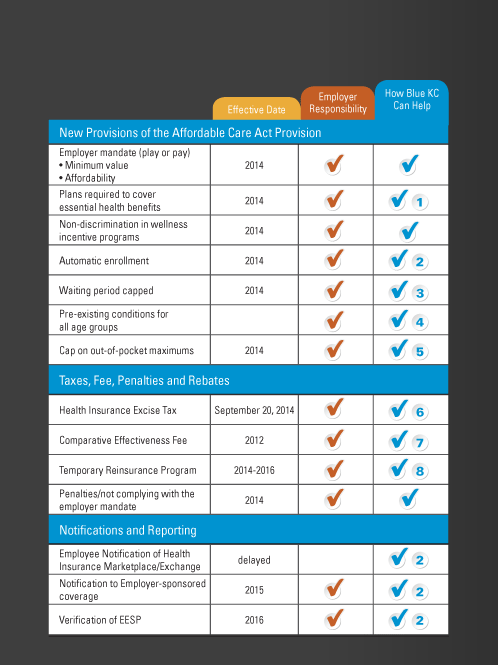 Effective Date
Employer
Responsibility
How Blue KC
Can Help
New Provisions of the Affordable Care Act Provision
Employer mandate (play or pay)
• Minimum value
• Affordability
2014
Plans required to cover
essential health benefits
2014
1
Non-discrimination in wellness
incentive programs
2014
Automatic enrollment
2014
2
Waiting period capped
2014
3
Pre-existing conditions for
all age groups
4
Cap on out-of-pocket maximums
2014
5
Taxes, Fee, Penalties and Rebates
Health Insurance Excise Tax
September 20, 2014
6
Comparative Effectiveness Fee
2012
7
Temporary Reinsurance Program
2014-2016
8
Penalties/not complying with the
employer mandate
2014
Notifications and Reporting
Employee Notification of Health
Insurance Marketplace/Exchange
delayed
2
Notification to Employer-sponsored
coverage
2015
2
Verification of EESP
2016
2